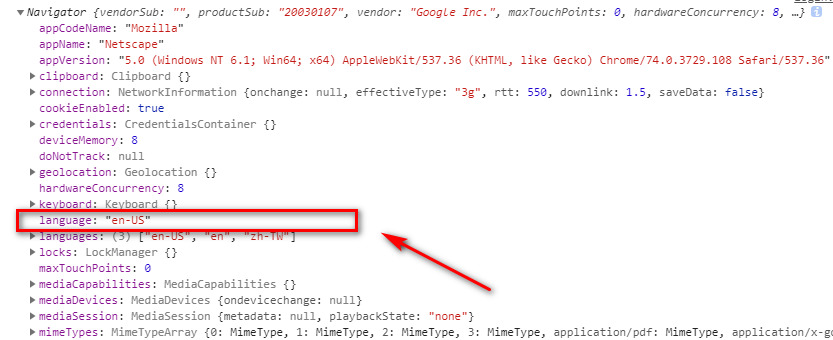 Navigator {vendorSub: "", productSub: "20030107", vendor: "Google Inc.", maxTouchPoints: 0, hardwareConcurrency: 8, …}
appCodeName: "Mozilla"
appName: "Netscape"
appVersion: "5.0 (Windows NT 6.1; Win64; x64) AppleWebKit/537.36 (KHTML, like Gecko) Chrome/74.0.3729.108 Safari/537.36"
clipboard: Clipboard {}
connection: NetworkInformation {onchange: null, effectiveType: "3g", rtt: 550, downlink: 1.5, saveData: false}
cookieEnabled: true
credentials: CredentialsContainer {}
deviceMemory: 8
doNotTrack: null
geolocation: Geolocation {}
hardwareConcurrency: 8
keyboard: Keyboard {}
language: "en-US"
languages: (3) ["en-US", "en", "zh-TW"]
locks: LockManager {}
maxTouchPoints: 0
mediaCapabilities: MediaCapabilities {}
mediaDevices: MediaDevices {ondevicechange: null}
mediaSession: MediaSession {metadata: null, playbackState: "none"}
mimeTypes: MimeTypeArray {0: MimeType, 1: MimeType, 2: MimeType, 3: MimeType, application/pdf: MimeType, application/x-go